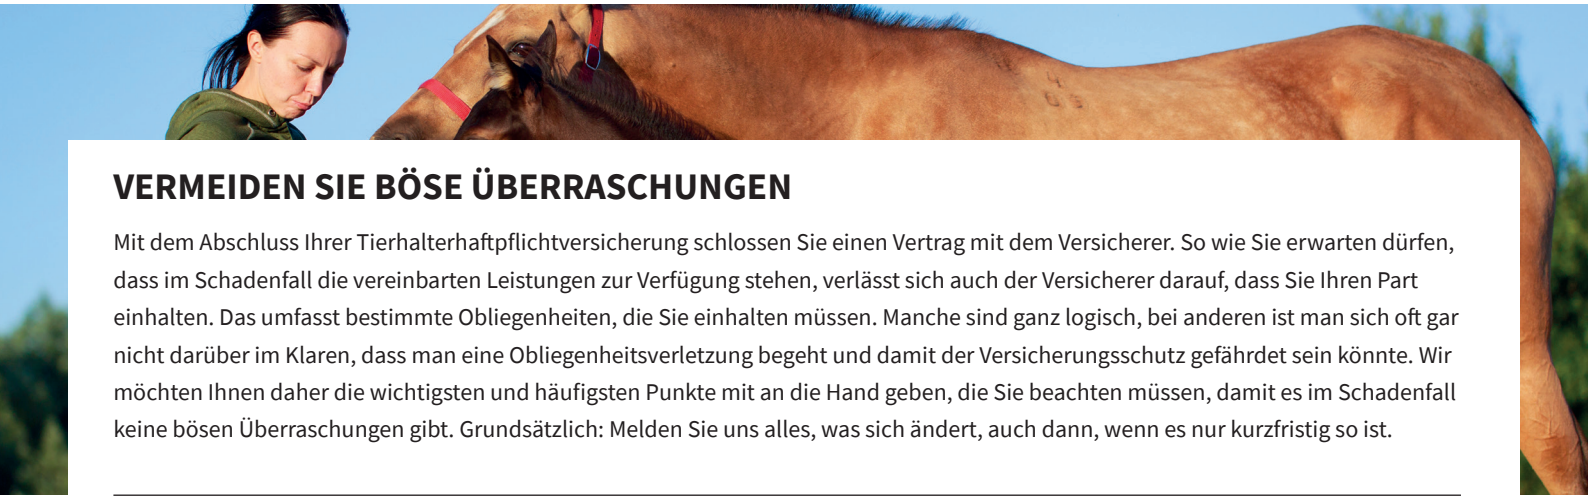 VERMEIDEN SIE BÖSE ÜBERRASCHUNGEN
Mit dem Abschluss Ihrer Tierhalterhaftpflichtversicherung schlossen Sie einen Vertrag mit dem Versicherer. So wie Sie erwarten dürfen,
dass im Schadenfall die vereinbarten Leistungen zur Verfügung stehen, verlässt sich auch der Versicherer darauf, dass Sie Ihren Part
einhalten. Das umfasst bestimmte Obliegenheiten, die Sie einhalten müssen. Manche sind ganz logisch, bei anderen ist man sich oft gar
nicht darüber im Klaren, dass man eine Obliegenheitsverletzung begeht und damit der Versicherungsschutz gefährdet sein könnte. Wir
möchten Ihnen daher die wichtigsten und häufigsten Punkte mit an die Hand geben, die Sie beachten müssen, damit es im Schadenfall
keine bösen Überraschungen gibt. Grundsätzlich: Melden Sie uns alles, was sich ändert, auch dann, wenn es nur kurzfristig so ist.